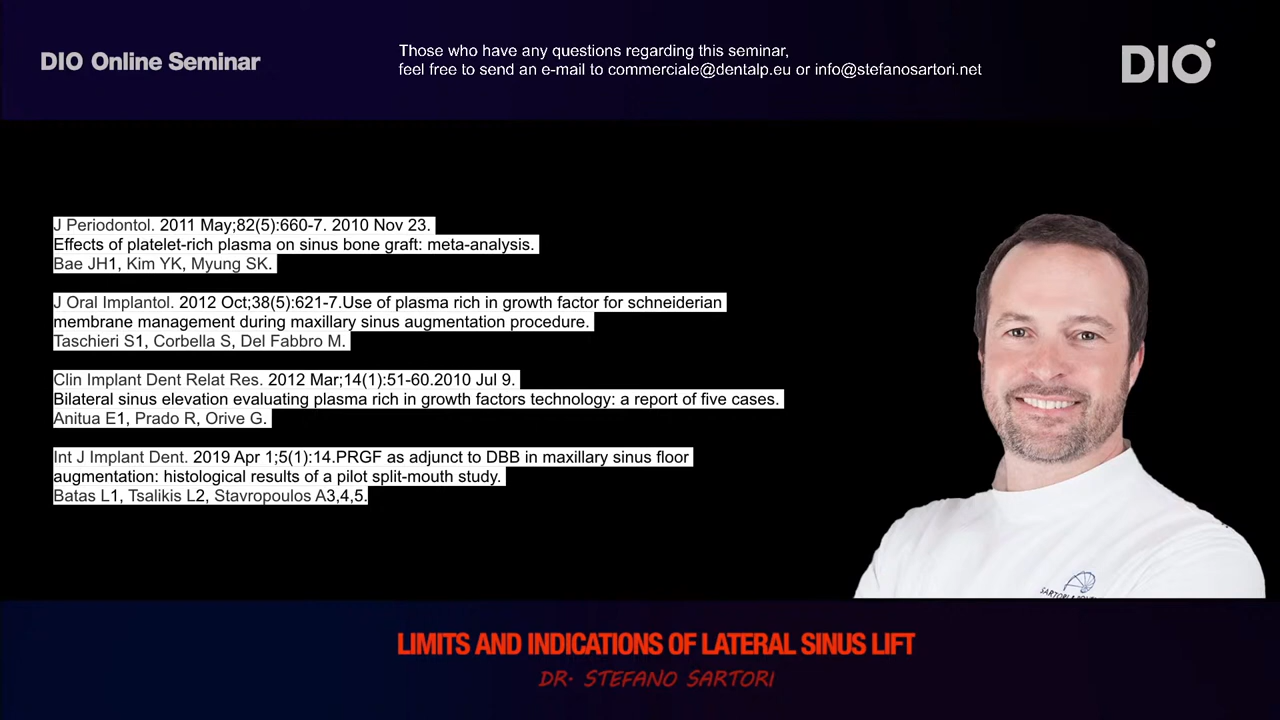 DIO Online Seminar
Those who have any questions regarding this seminar,
feel free to send an e-mail to commerciale@dentalp.eu or info@stefanosartori.net
DIO
J Periodontol. 2011 May;82(5):660-7. 2010 Nov 23.
Effects of platelet-rich plasma on sinus bone graft: meta-analysis.
Bae JH1, Kim YK, Myung SK.
J Oral Implantol. 2012 Oct;38(5):621-7.Use of plasma rich in growth factor for schneiderian
membrane management during maxillary sinus augmentation procedure.
Taschieri S1, Corbella S, Del Fabbro M.
Clin Implant Dent Relat Res. 2012 Mar;14(1):51-60.2010 Jul 9.
Bilateral sinus elevation evaluating plasma rich in growth factors technology: a report of five cases.
Anitua E1, Prado R, Orive G.
Int J Implant Dent. 2019 Apr 1;5(1):14.PRGF as adjunct to DBB in maxillary sinus floor
augmentation: histological results of a pilot split-mouth study.
Batas L1, Tsalikis L2, Stavropoulos A3,4,5.
LIMITS AND INDICATIONS OF LATERAL SINUS LIFT
DR. STEFANO SARTORI